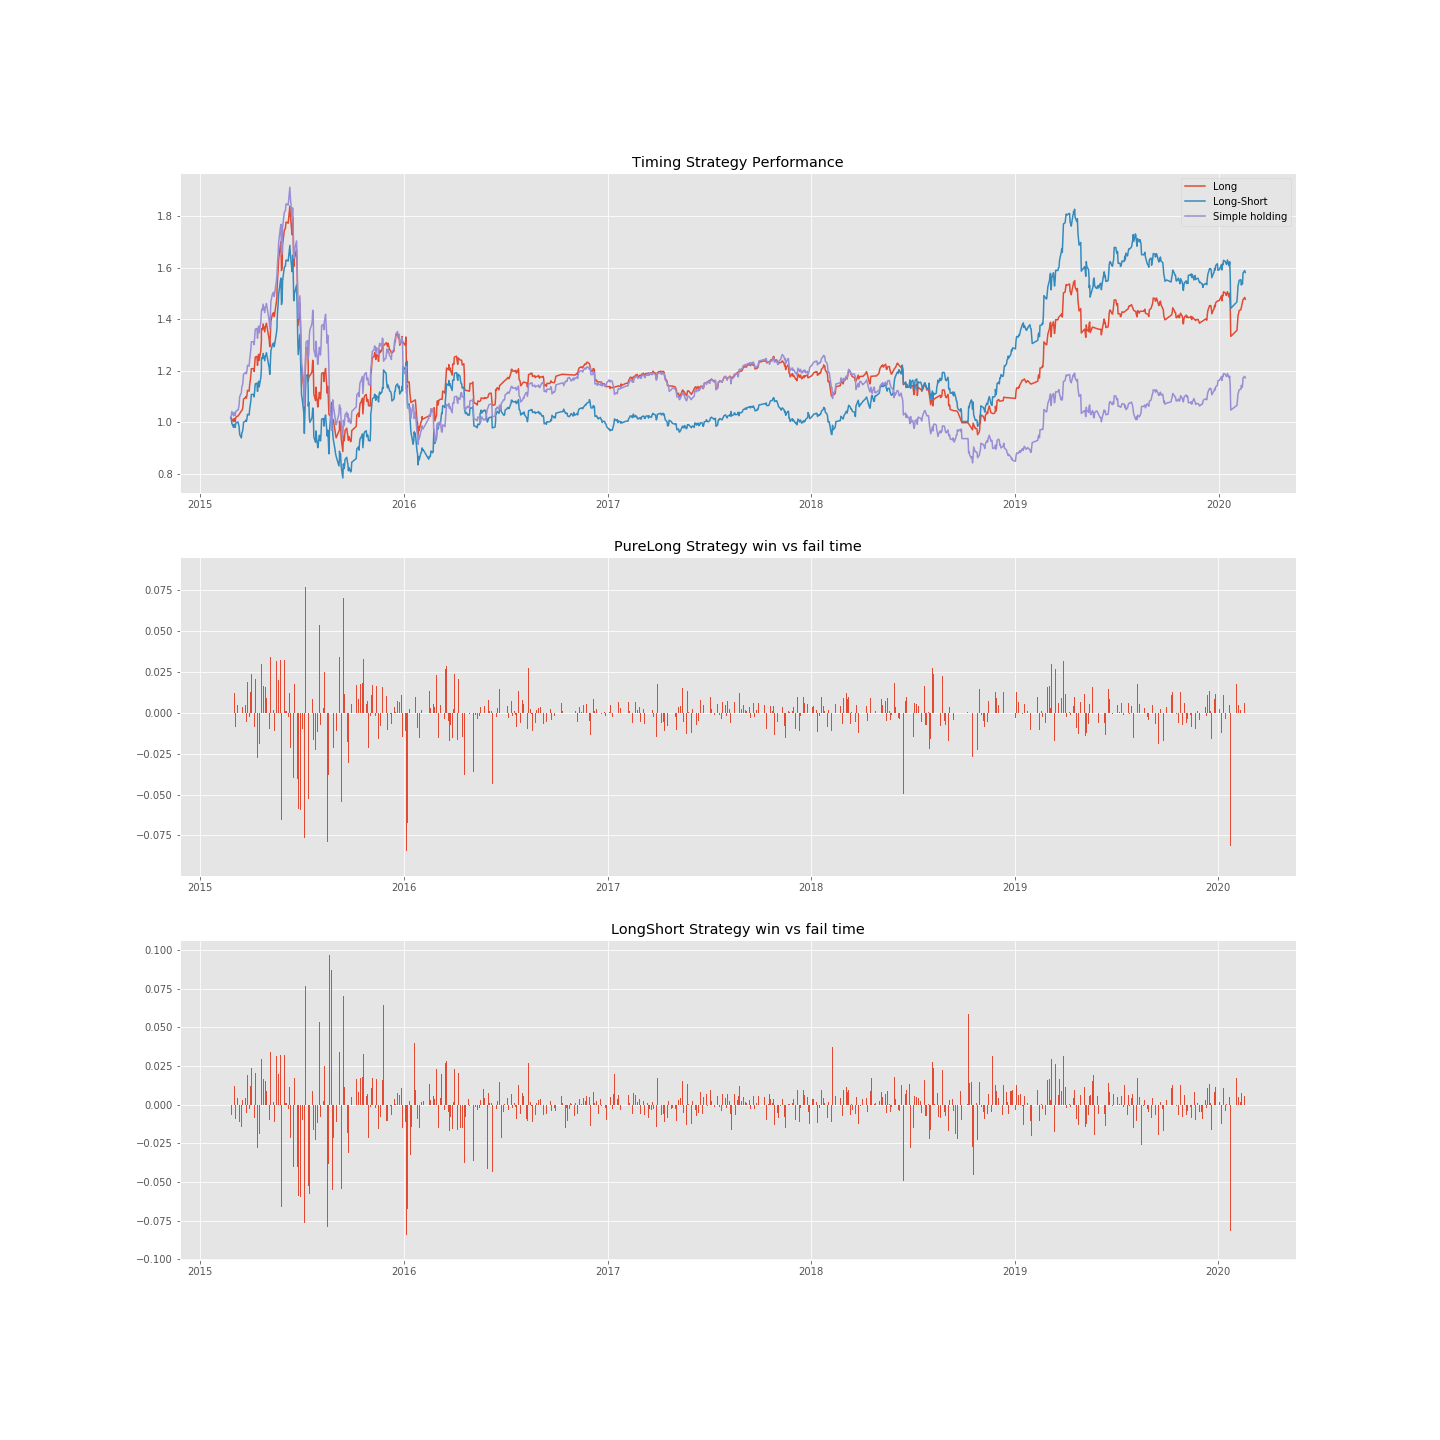 Timing Strategy Performance
Long
Long-Short
Simple holding
1.8
1.6
1.4
1.2
1.0
0.8
2015 2016 2017 2018 2019 2020
PureLong Strategy win vs fail time
0.075
0.050
0.025
0.000
−0.025
−0.050
−0.075
2015 2016 2017 2018 2019 2020
LongShort Strategy win vs fail time
0.100
0.075
0.050
0.025
0.000
−0.025
−0.050
−0.075
−0.100
2015 2016 2017 2018 2019 2020